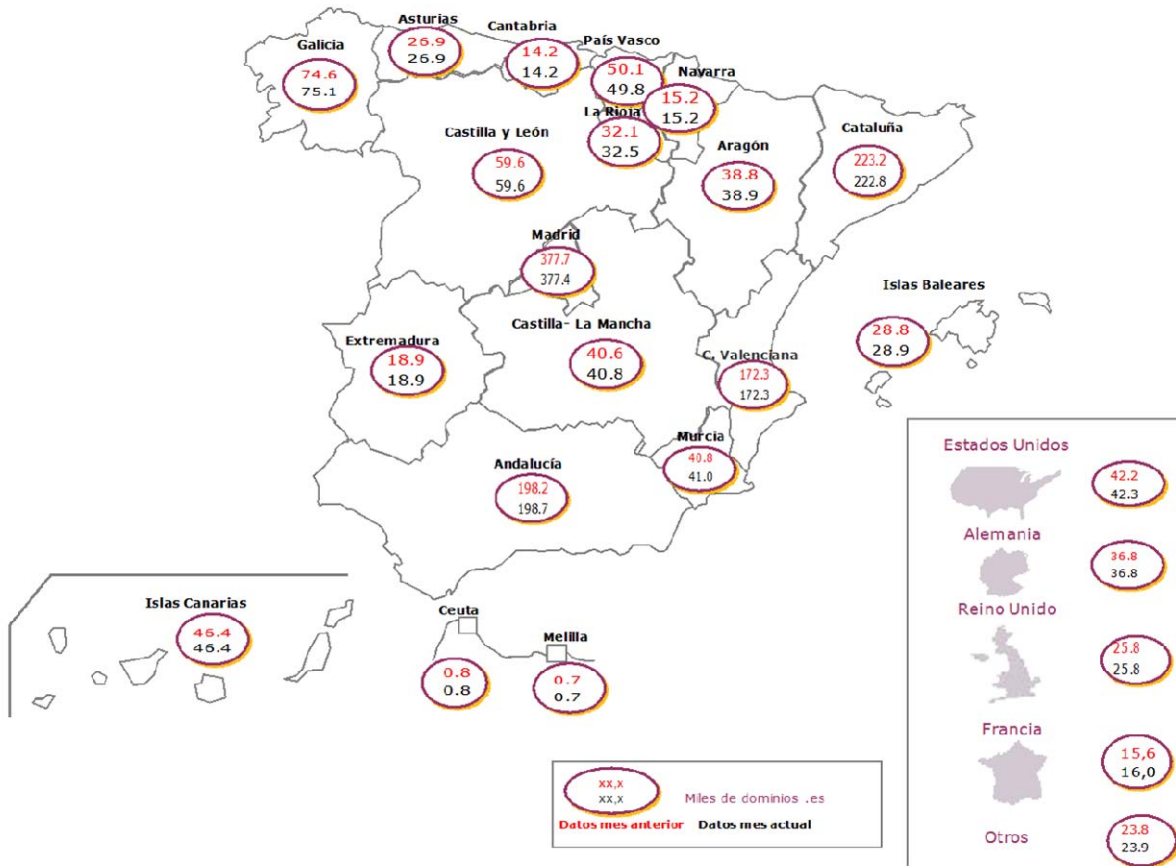 Asturias
26.9
26.9
Cantabria
14.2
14.2
País Vasco
50.1
49.8
Galicia
74.6
75.1
Navarra
15.2
15.2
La Rioja
32.1
32.5
Castilla y León
59.6
59.6
Aragón
38.8
38.9
Cataluña
223.2
222.8
Madrid
377.7
377.4
Islas Baleares
28.8
28.9
Castilla- La Mancha
40.6
40.8
Extremadura
18.9
18.9
C. Valenciana
172.3
172.3
Murcia
40.8
41.0
Andalucía
198.2
198.7
Islas Canarias
46.4
46.4
Ceuta
0.8
0.8
Melilla
0.7
0.7
Estados Unidos
42.2
42.3
Alemania
36.8
36.8
Reino Unido
25.8
25.8
Francia
15,6
16,0
Otros
23.8
23.9
xx,x
xx,x
Miles de dominios .es
Datos mes anterior Datos mes actual